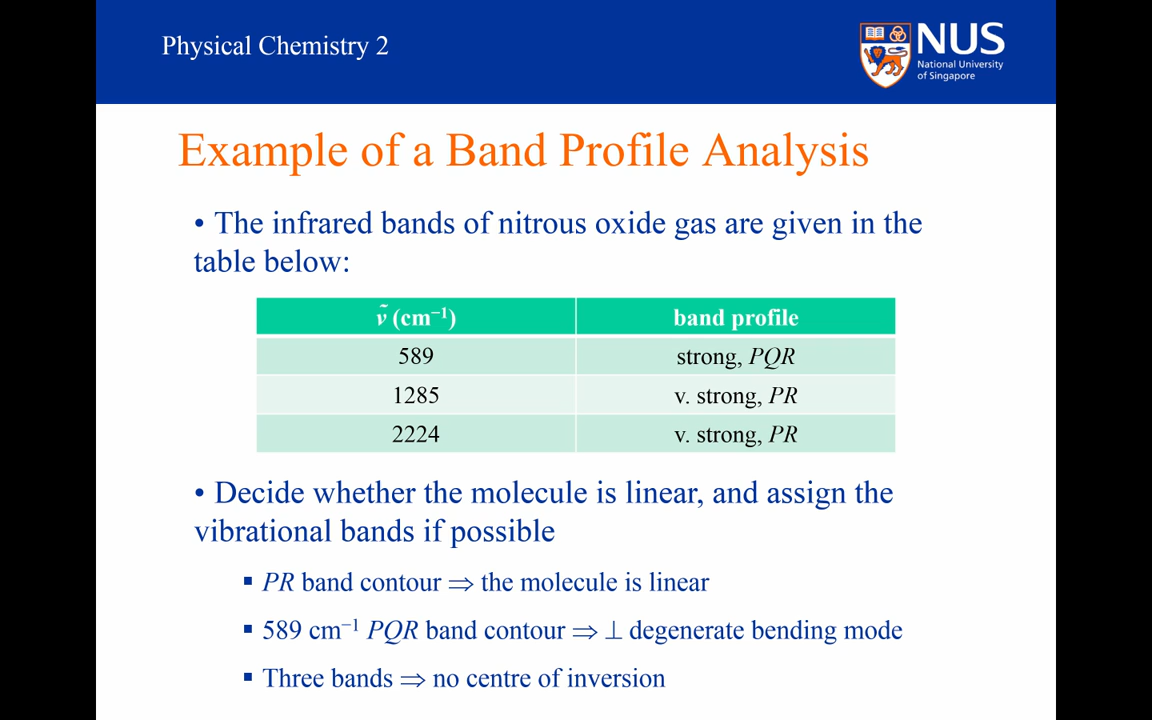 Physical Chemistry 2
NUS
National University
of Singapore
Example of a Band Profile Analysis
• The infrared bands of nitrous oxide gas are given in the
table below:
ṽ (cm⁻¹) band profile
589 strong, PQR
1285 v. strong, PR
2224 v. strong, PR
• Decide whether the molecule is linear, and assign the
vibrational bands if possible
▪ PR band contour ⇒ the molecule is linear
▪ 589 cm⁻¹ PQR band contour ⇒ ⊥ degenerate bending mode
▪ Three bands ⇒ no centre of inversion